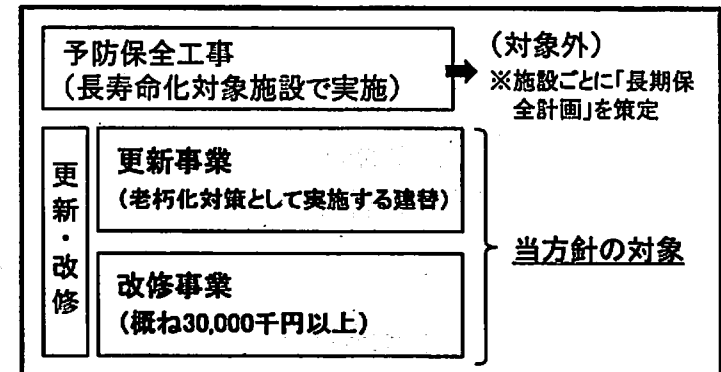 予防保全工事
(長寿命化対象施設で実施)
(対象外)
※施設ごとに「長期保
全計画」を策定
更新・改修
更新事業
(老朽化対策として実施する建替)
改修事業
(概ね30,000千円以上)
当方針の対象